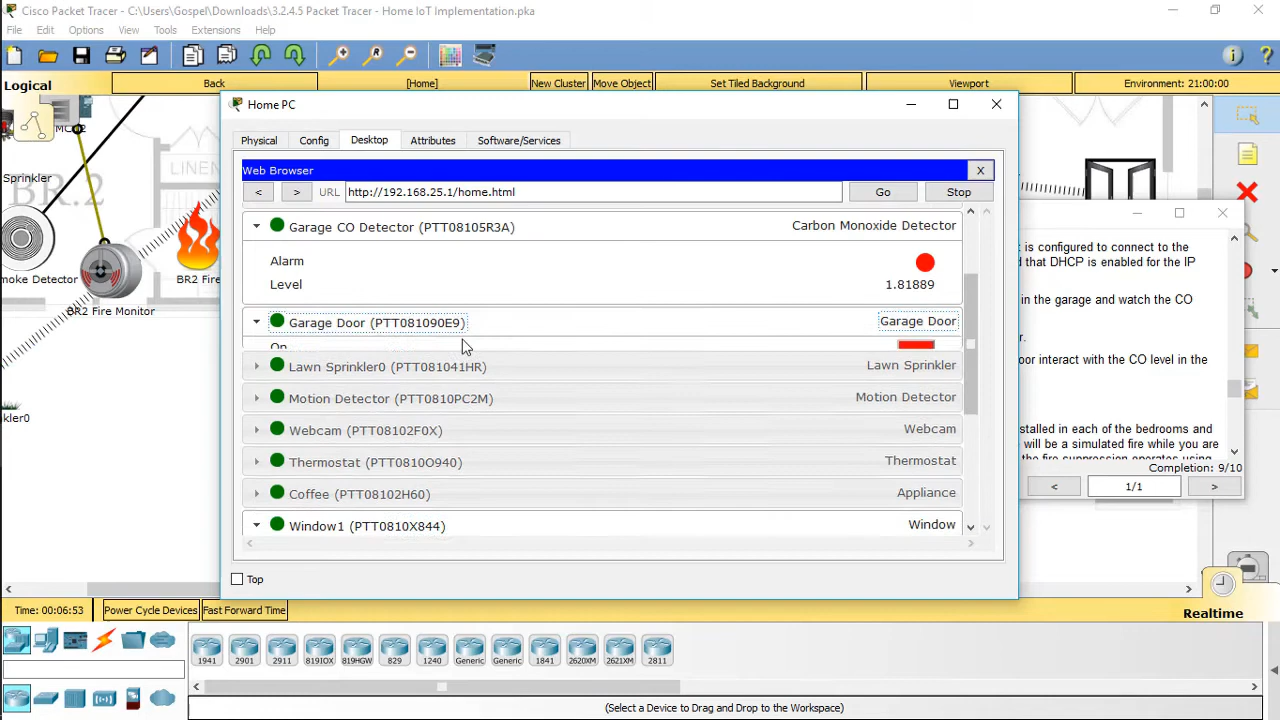 Cisco Packet Tracer - C:\Users\Gospel\Downloads\3.2.4.5 Packet Tracer - Home IoT Implementation.pka
File Edit Options View Tools Extensions Help
Logical Back [Home] New Cluster Move Object Set Tiled Background Viewport Environment: 21:00:00
Home PC
Physical Config Desktop Attributes Software/Services
Web Browser X
< > URL http://192.168.25.1/home.html Go Stop
Garage CO Detector (PTT08105R3A) Carbon Monoxide Detector
Alarm
Level 1.81889
Garage Door (PTT081090E9) Garage Door
On
Lawn Sprinkler0 (PTT081041HR) Lawn Sprinkler
Motion Detector (PTT0810PC2M) Motion Detector
Webcam (PTT08102F0X) Webcam
Thermostat (PTT0810O940) Thermostat
Coffee (PTT08102H60) Appliance
Window1 (PTT0810X844) Window
Top
Sprinkler
LINEN
BR.2
moke Detector
BR2 Fire Monitor
BR2 Fir
kler0
t is configured to connect to the
d that DHCP is enabled for the IP
in the garage and watch the CO
r.
oor interact with the CO level in the
stalled in each of the bedrooms and
will be a simulated fire while you are
Completion: 9/10
< 1/1 >
Time: 00:06:53 Power Cycle Devices Fast Forward Time Realtime
1941 2901 2911 819IOX 819HGW 829 1240 Generic Generic 1841 2620XM 2621XM 2811
(Select a Device to Drag and Drop to the Workspace)